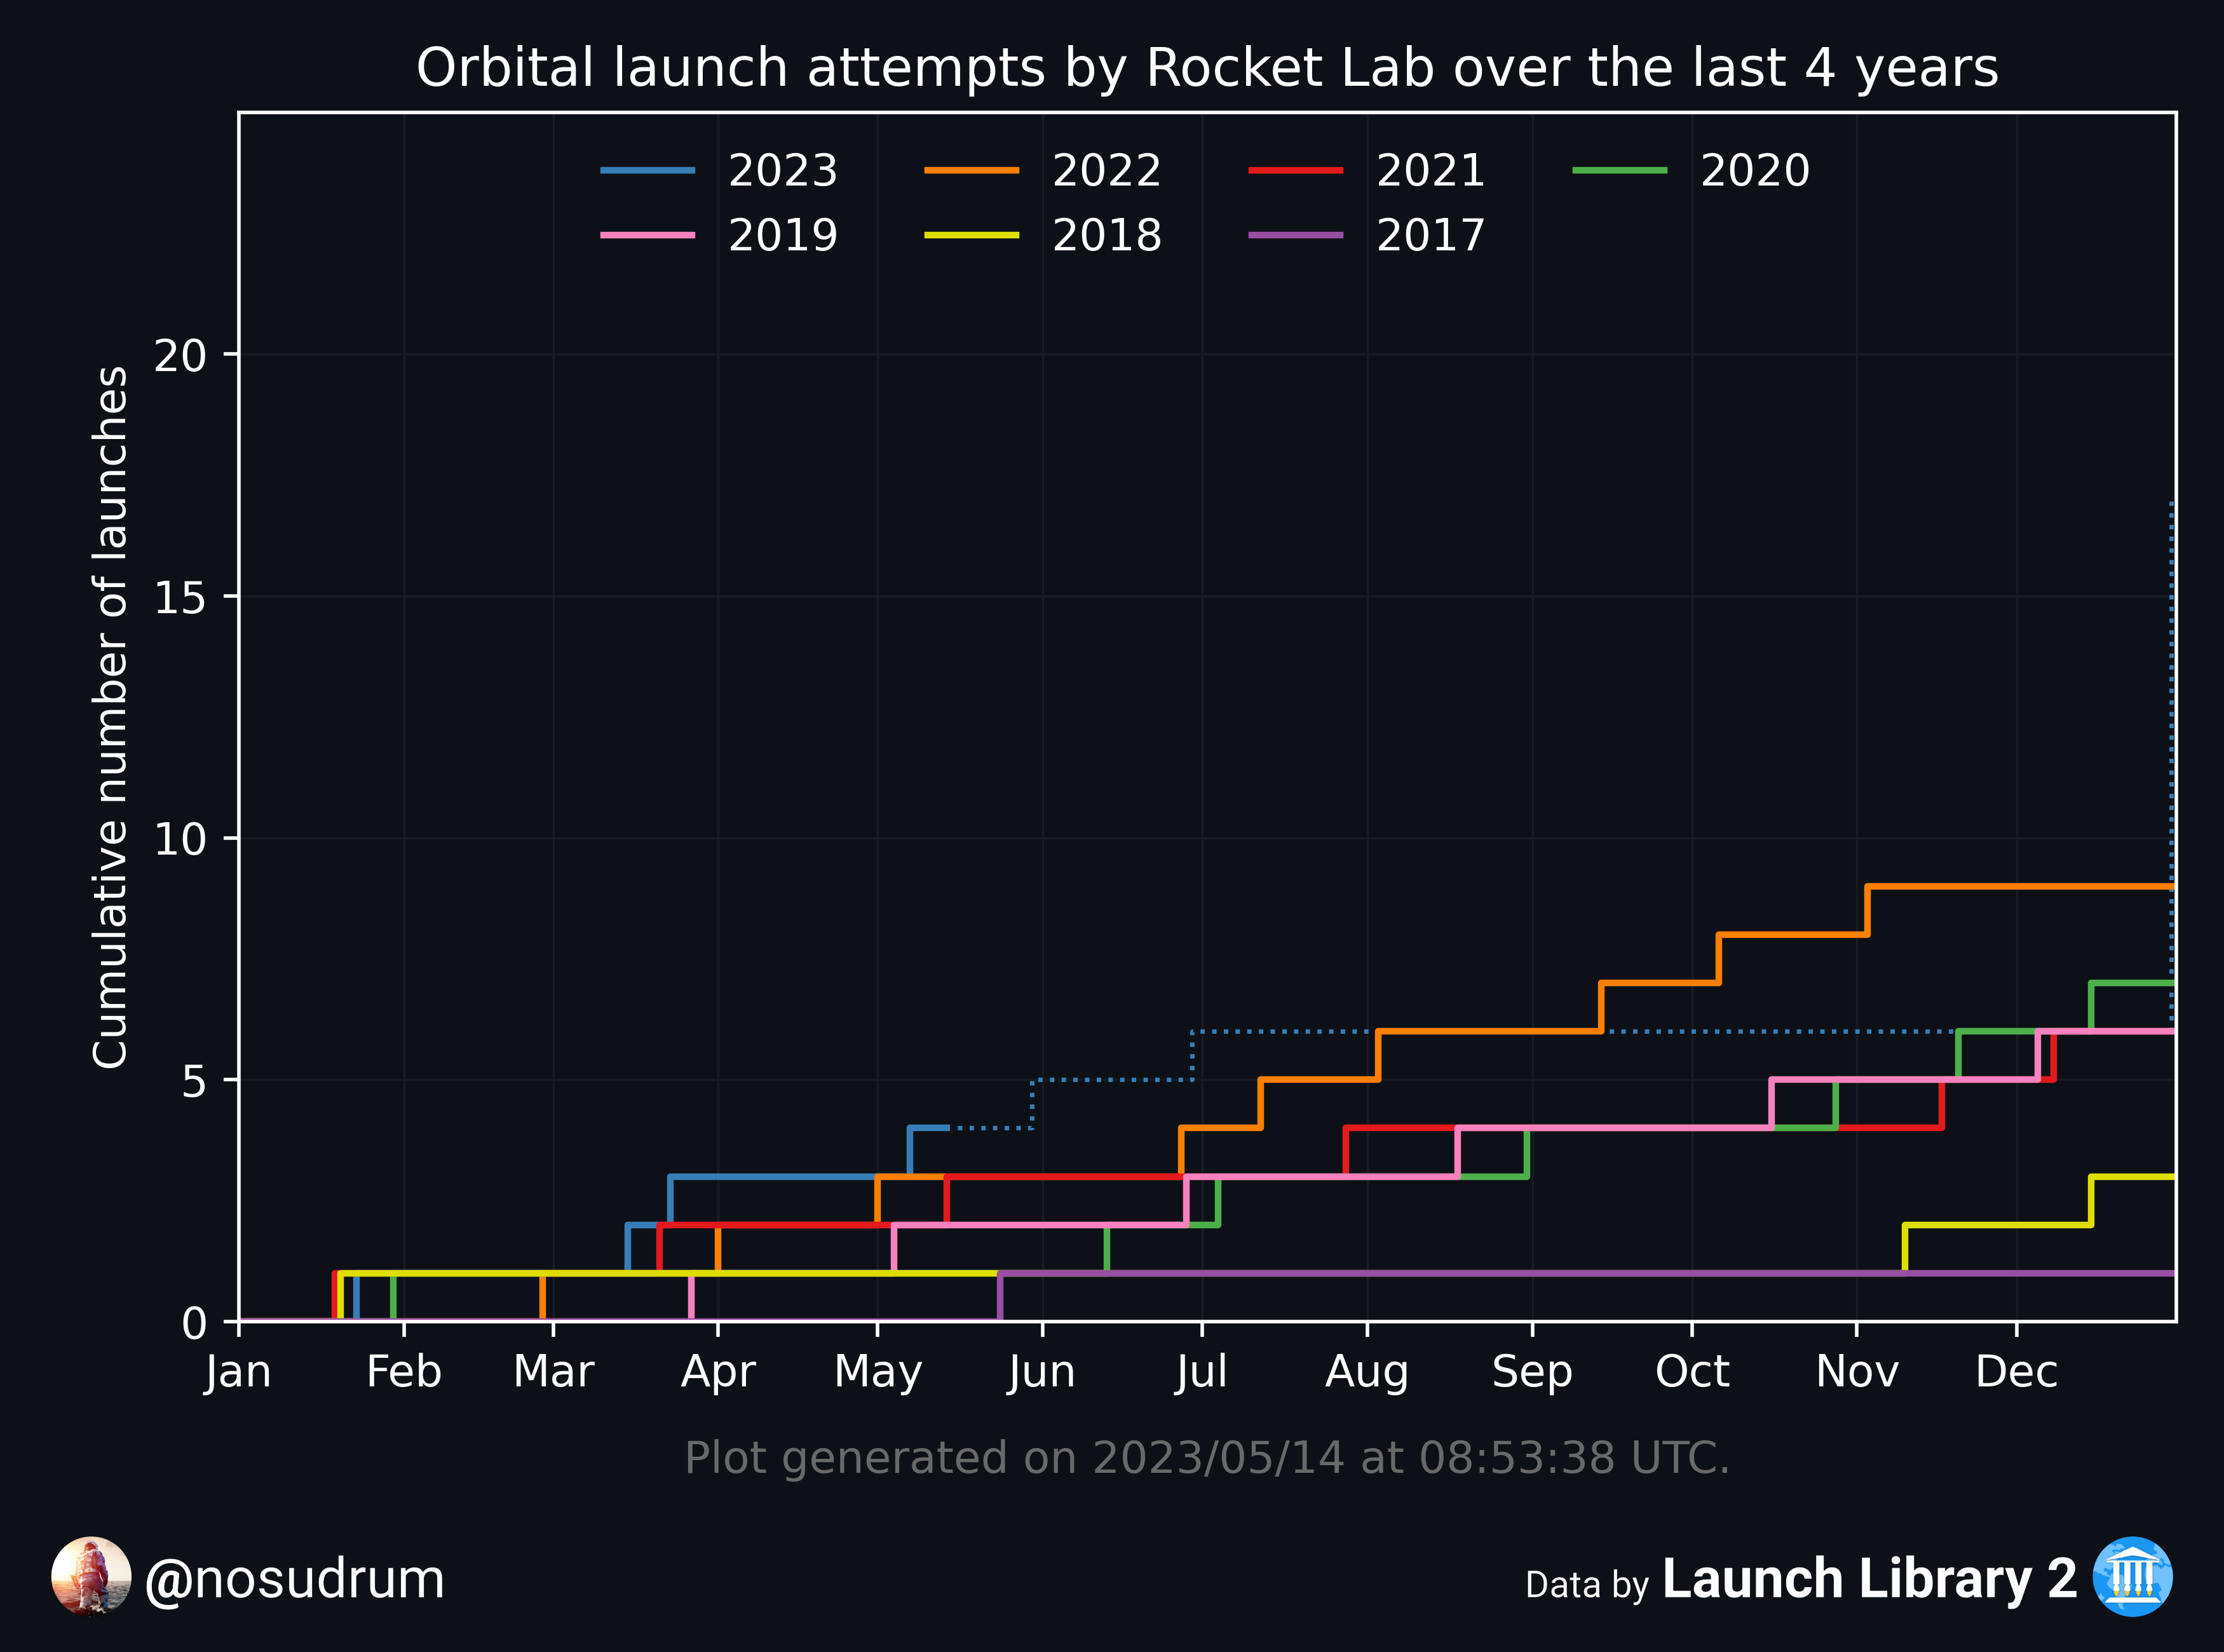 Orbital launch attempts by Rocket Lab over the last 4 years
2023 2022 2021 2020
2019 2018 2017
Cumulative number of launches
20
15
10
5
0
Jan Feb Mar Apr May Jun Jul Aug Sep Oct Nov Dec
Plot generated on 2023/05/14 at 08:53:38 UTC.
@nosudrum
Data by Launch Library 2